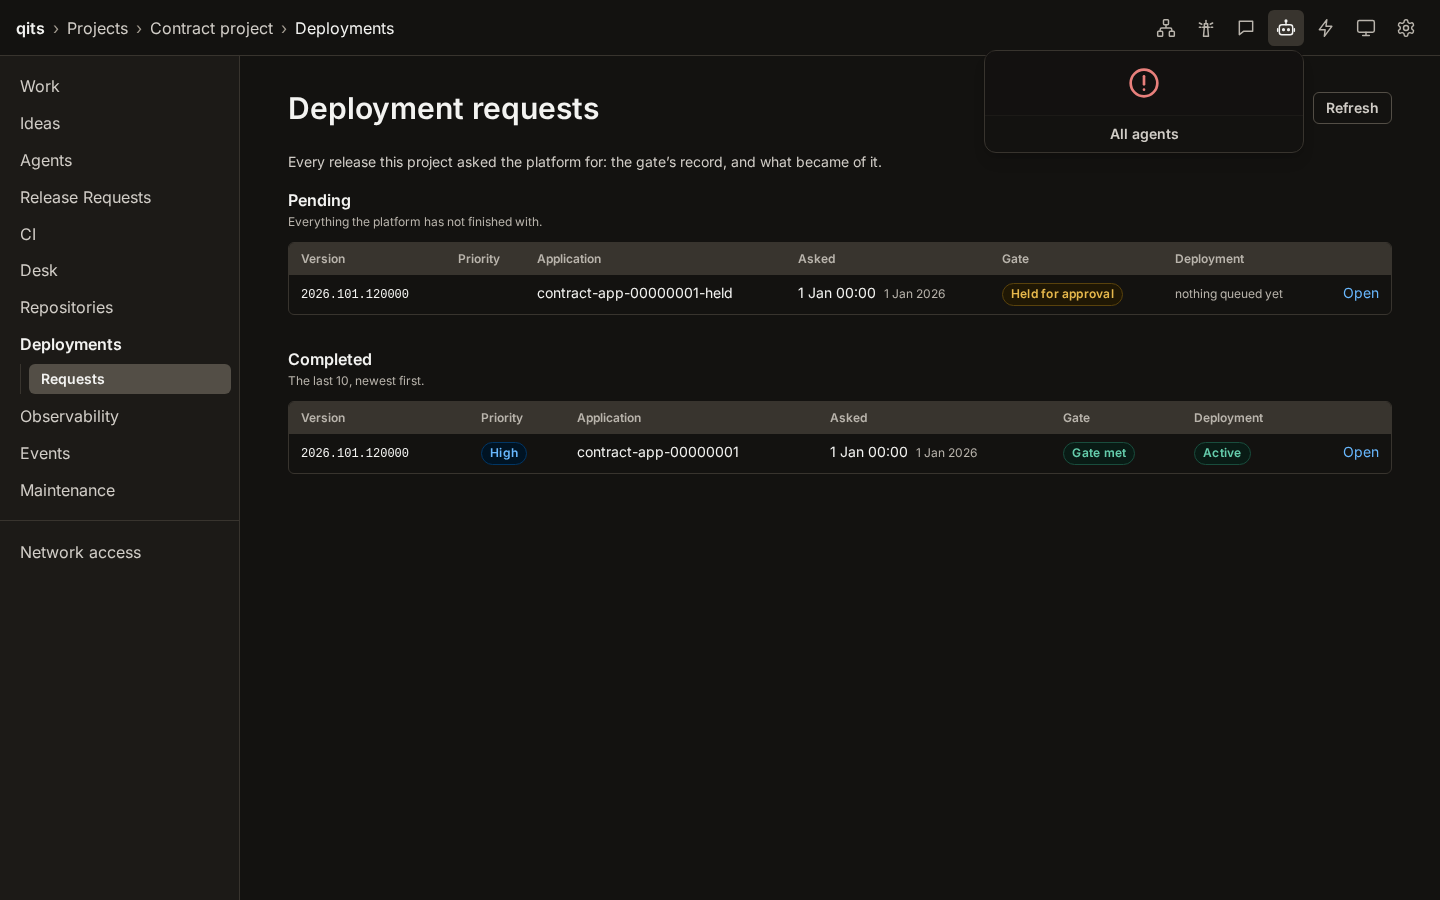 qits › Projects › Contract project › Deployments
All agents
Work
Ideas
Agents
Release Requests
CI
Desk
Repositories
Deployments
Requests
Observability
Events
Maintenance
Network access
Deployment requests
Refresh
Every release this project asked the platform for: the gate’s record, and what became of it.
Pending
Everything the platform has not finished with.
Version Priority Application Asked Gate Deployment
2026.101.120000 contract-app-00000001-held 1 Jan 00:00 1 Jan 2026 Held for approval nothing queued yet Open
Completed
The last 10, newest first.
Version Priority Application Asked Gate Deployment
2026.101.120000 High contract-app-00000001 1 Jan 00:00 1 Jan 2026 Gate met Active Open